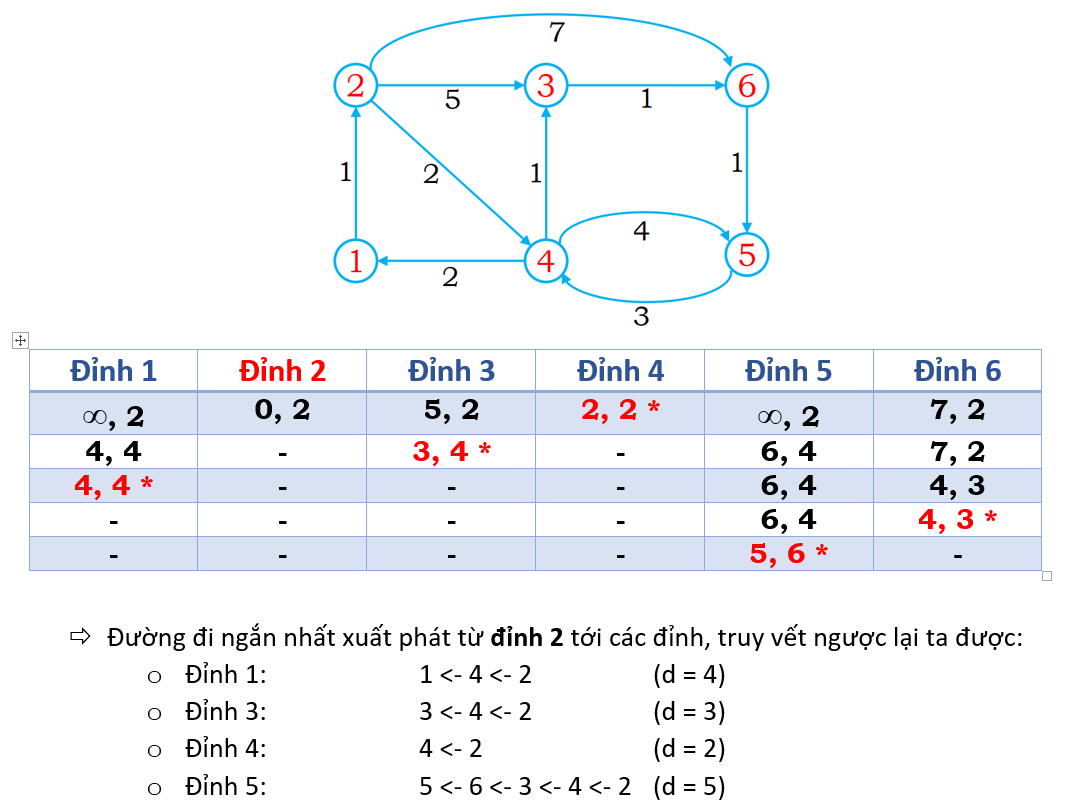 7
2 3 6
5 1
1 2 1 1
4
1 4 5
2
3
Đỉnh 1 Đỉnh 2 Đỉnh 3 Đỉnh 4 Đỉnh 5 Đỉnh 6
∞, 2 0, 2 5, 2 2, 2 * ∞, 2 7, 2
4, 4 - 3, 4 * - 6, 4 7, 2
4, 4 * - - - 6, 4 4, 3
- - - - 6, 4 4, 3 *
- - - - 5, 6 * -
⇨ Đường đi ngắn nhất xuất phát từ đỉnh 2 tới các đỉnh, truy vết ngược lại ta được:
o Đỉnh 1: 1 <- 4 <- 2 (d = 4)
o Đỉnh 3: 3 <- 4 <- 2 (d = 3)
o Đỉnh 4: 4 <- 2 (d = 2)
o Đỉnh 5: 5 <- 6 <- 3 <- 4 <- 2 (d = 5)